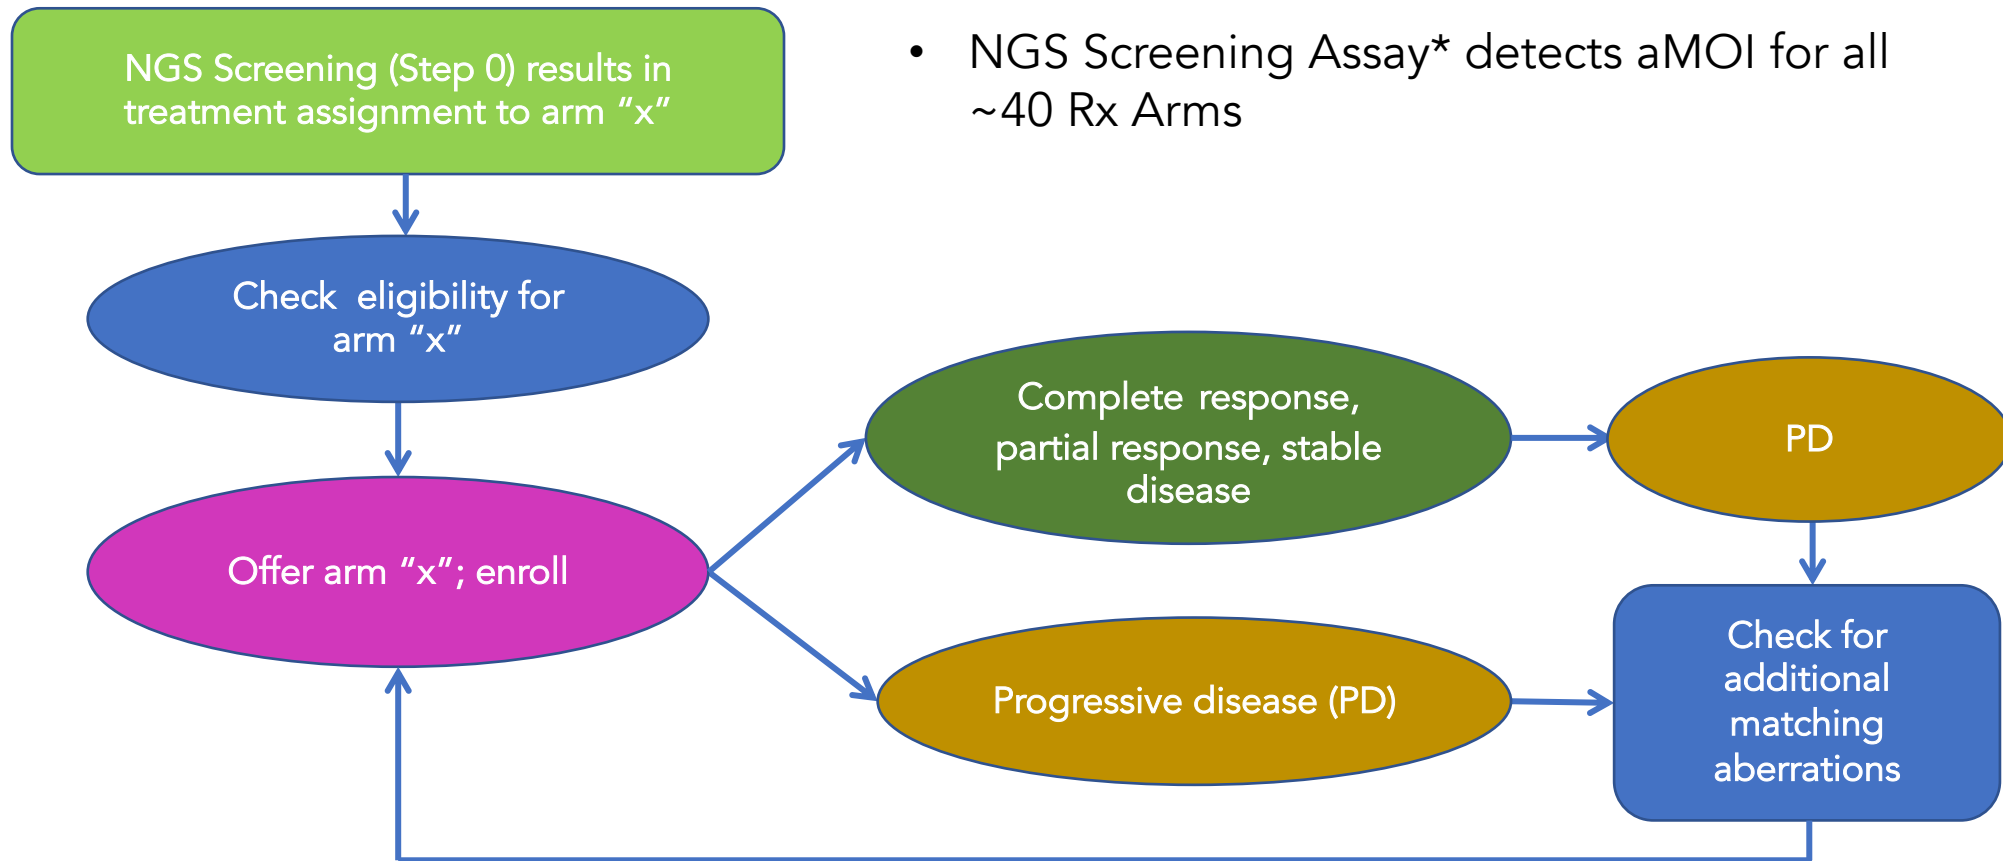 NGS Screening (Step 0) results in
treatment assignment to arm “x”
• NGS Screening Assay* detects aMOI for all
~40 Rx Arms
Check eligibility for
arm “x”
Offer arm “x”; enroll
Complete response,
partial response, stable
disease
PD
Progressive disease (PD)
Check for
additional
matching
aberrations